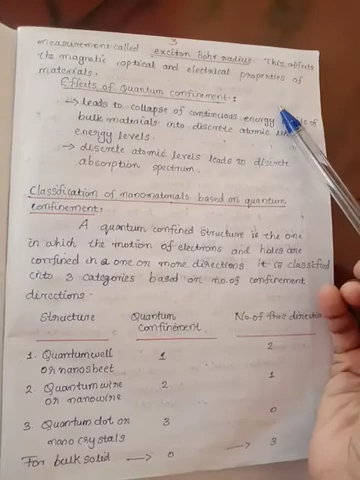 3
measurement called exciton Bohr radius. This affects
the magnetic, optical and electrical properties of
materials.
Effects of Quantum confinement:
→ leads to collapse of continuous energy of
bulk materials into discrete atomic like
energy levels.
→ discrete atomic levels leads to discrete
absorption spectrum.
Classification of nanomaterials based on quantum
confinement:-
A quantum confined structure is the one
in which the motion of electrons and holes are
confined in a one or more directions. It is classified
into 3 categories based on no. of confinement
directions -
Structure Quantum Confinement No. of free direction
1. Quantum well or nanosheet 1 2
2. Quantum wire or nanowire 2 1
3. Quantum dot or nano crystals 3 0
For bulk solid → 0 → 3